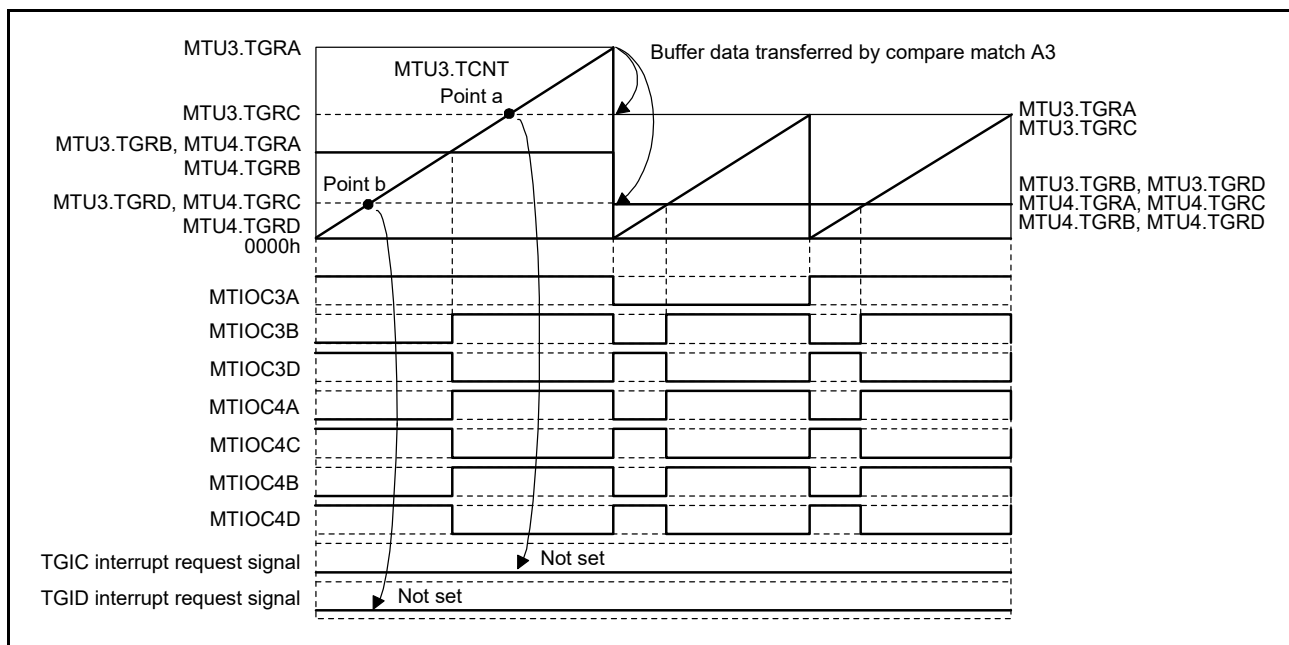 MTU3.TGRA
Buffer data transferred by compare match A3
MTU3.TCNT
Point a
MTU3.TGRC
MTU3.TGRA
MTU3.TGRC
MTU3.TGRB, MTU4.TGRA
MTU4.TGRB
Point b
MTU3.TGRD, MTU4.TGRC
MTU4.TGRD
0000h
MTU3.TGRB, MTU3.TGRD
MTU4.TGRA, MTU4.TGRC
MTU4.TGRB, MTU4.TGRD
MTIOC3A
MTIOC3B
MTIOC3D
MTIOC4A
MTIOC4C
MTIOC4B
MTIOC4D
TGIC interrupt request signal
Not set
TGID interrupt request signal
Not set